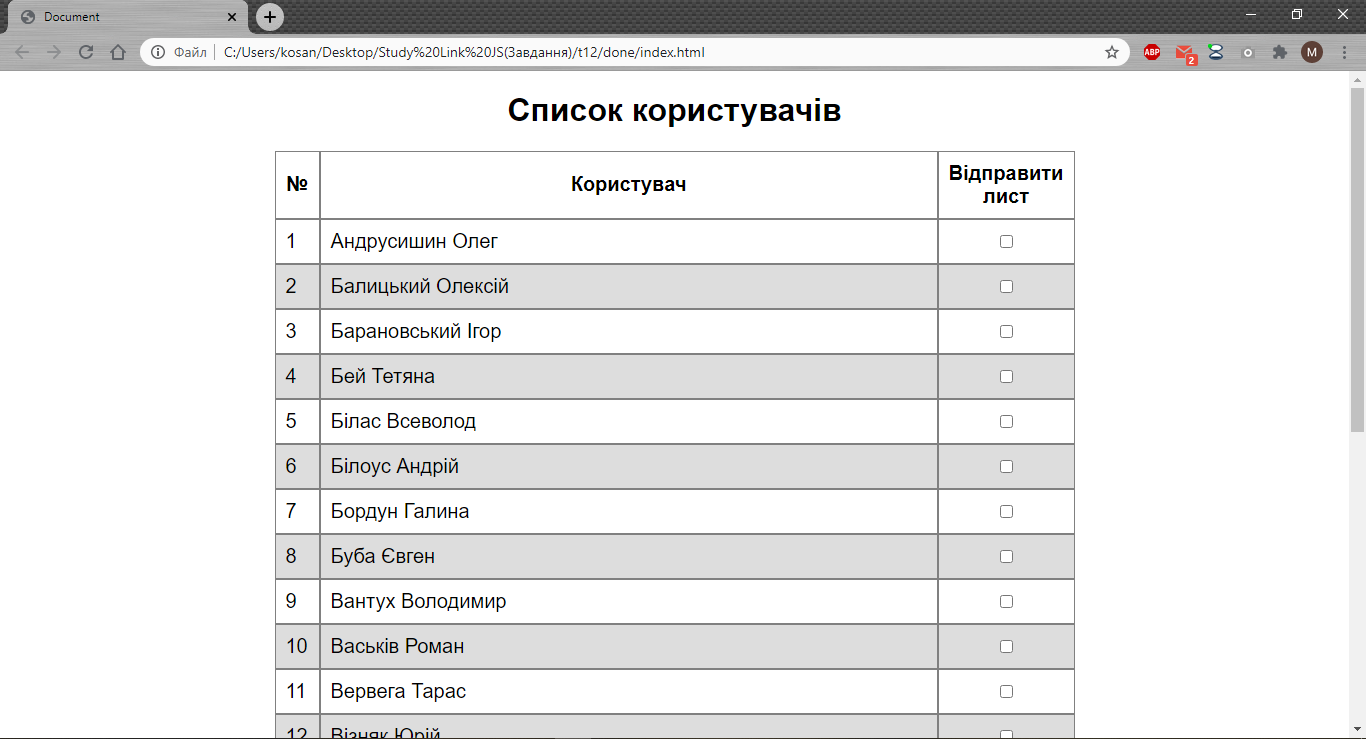 Document
Файл C:/Users/kosan/Desktop/Study%20Link%20JS(Завдання)/t12/done/index.html ABP 2 M
Список користувачів
№ Користувач Відправити лист
1 Андрусишин Олег
2 Балицький Олексій
3 Барановський Ігор
4 Бей Тетяна
5 Білас Всеволод
6 Білоус Андрій
7 Бордун Галина
8 Буба Євген
9 Вантух Володимир
10 Васьків Роман
11 Вервега Тарас
12 Візняк Юрій